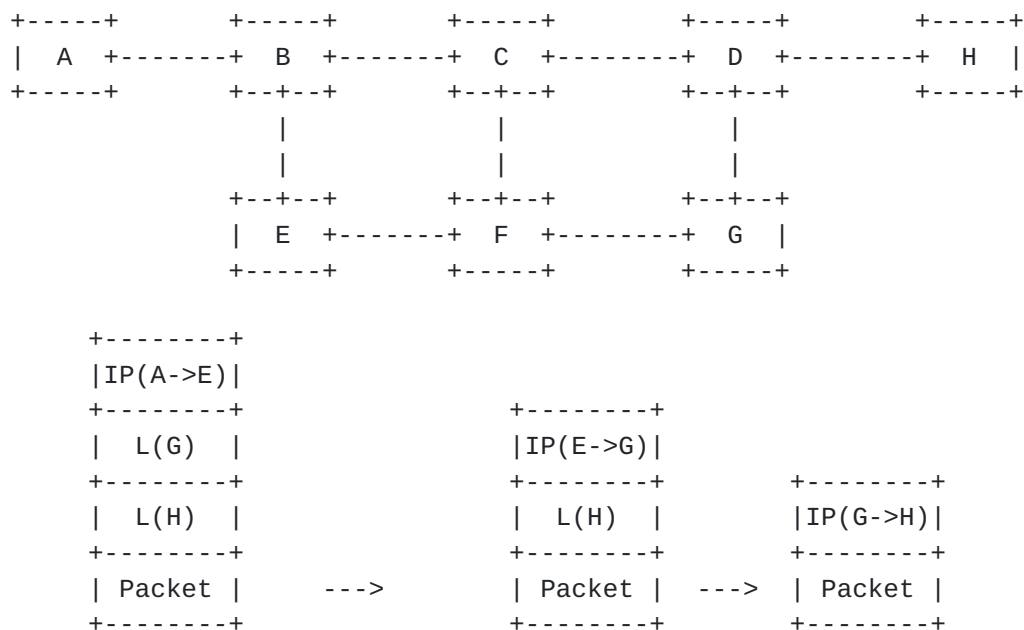 +-----+       +-----+       +-----+        +-----+        +-----+
|  A  +-------+  B  +-------+  C  +--------+  D  +--------+  H  |
+-----+       +--+--+       +--+--+        +--+--+        +-----+
                 |             |              |
                 |             |              |
              +--+--+       +--+--+        +--+--+
              |  E  +-------+  F  +--------+  G  |
              +-----+       +-----+        +-----+

     +--------+
     |IP(A->E)|
     +--------+                 +--------+
     |  L(G)  |                 |IP(E->G)|
     +--------+                 +--------+        +--------+
     |  L(H)  |                 |  L(H)  |        |IP(G->H)|
     +--------+                 +--------+        +--------+
     | Packet |     --->        | Packet |  --->  | Packet |
     +--------+                 +--------+        +--------+